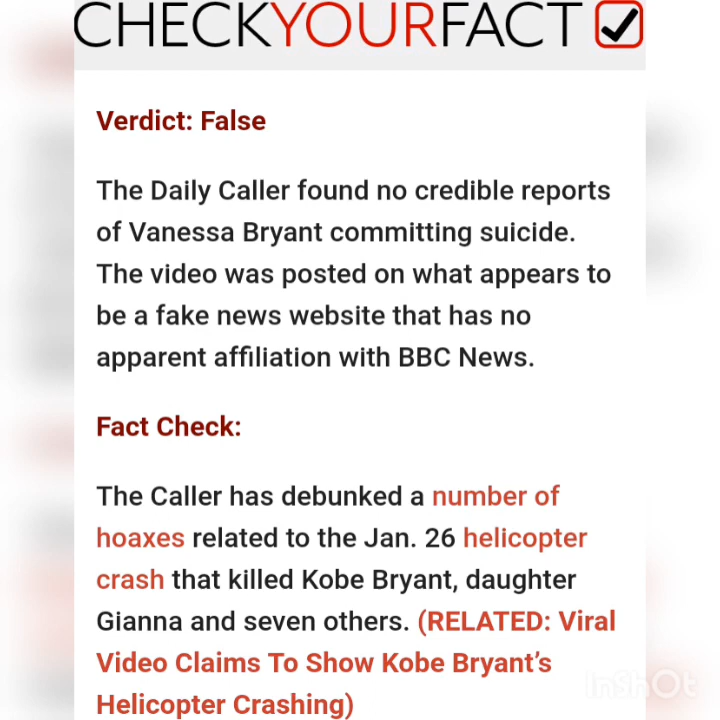 CHECKYOURFACT
Verdict: False
The Daily Caller found no credible reports
of Vanessa Bryant committing suicide.
The video was posted on what appears to
be a fake news website that has no
apparent affiliation with BBC News.
Fact Check:
The Caller has debunked a number of
hoaxes related to the Jan. 26 helicopter
crash that killed Kobe Bryant, daughter
Gianna and seven others. (RELATED: Viral
Video Claims To Show Kobe Bryant's
Helicopter Crashing)
InShOt